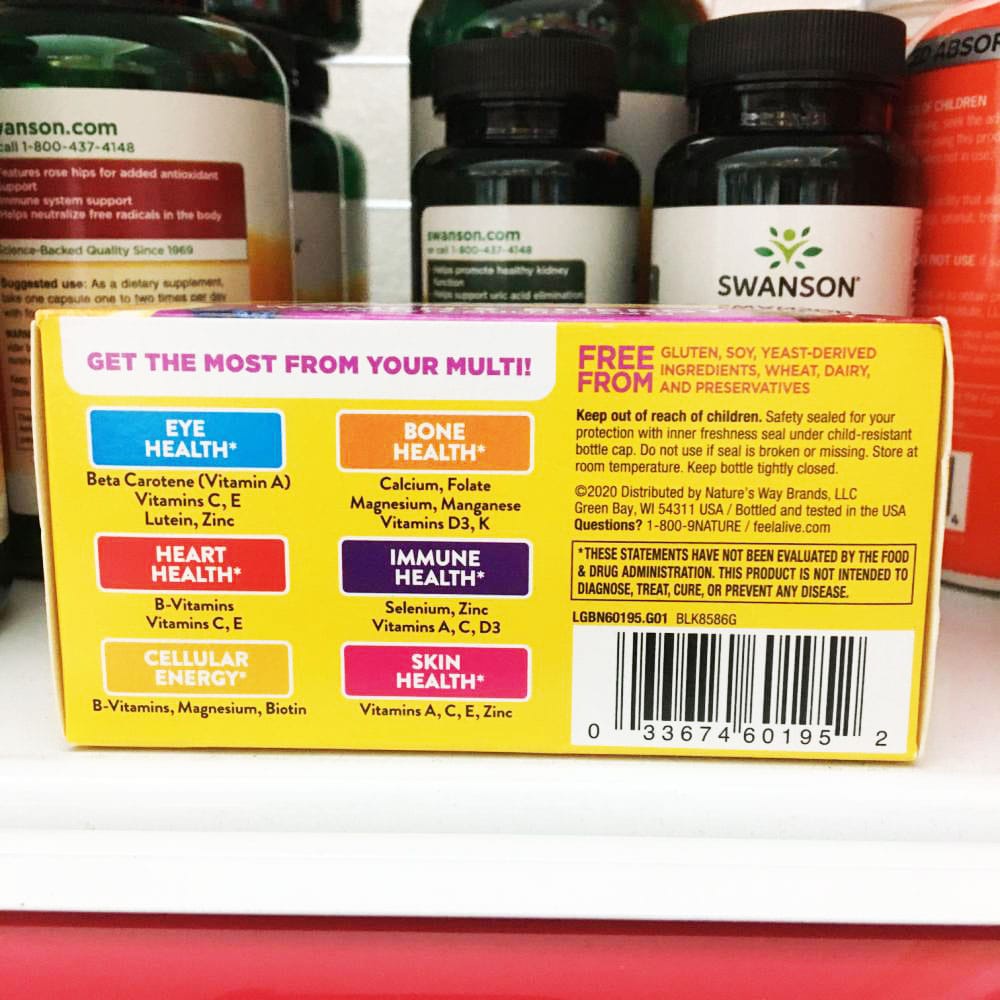 anson.com
call 1-800-437-4148
Features rose hips for added antioxidant
support
Immune system support
Helps neutralize free radicals in the body
Science-Backed Quality Since 1969
Suggested use: As a dietary supplement,
take one capsule one to two times per day
swanson.com
or call 1-800-437-4148
Helps promote healthy kidney
function
Helps support uric acid elimination
SWANSON
ABSOR
OF CHILDREN
GET THE MOST FROM YOUR MULTI!
EYE
HEALTH*
Beta Carotene (Vitamin A)
Vitamins C, E
Lutein, Zinc
BONE
HEALTH*
Calcium, Folate
Magnesium, Manganese
Vitamins D3, K
HEART
HEALTH*
B-Vitamins
Vitamins C, E
IMMUNE
HEALTH*
Selenium, Zinc
Vitamins A, C, D3
CELLULAR
ENERGY*
B-Vitamins, Magnesium, Biotin
SKIN
HEALTH*
Vitamins A, C, E, Zinc
FREE FROM
GLUTEN, SOY, YEAST-DERIVED
INGREDIENTS, WHEAT, DAIRY,
AND PRESERVATIVES
Keep out of reach of children. Safety sealed for your
protection with inner freshness seal under child-resistant
bottle cap. Do not use if seal is broken or missing. Store at
room temperature. Keep bottle tightly closed.
©2020 Distributed by Nature's Way Brands, LLC
Green Bay, WI 54311 USA / Bottled and tested in the USA
Questions? 1-800-9NATURE / feelalive.com
*THESE STATEMENTS HAVE NOT BEEN EVALUATED BY THE FOOD
& DRUG ADMINISTRATION. THIS PRODUCT IS NOT INTENDED TO
DIAGNOSE, TREAT, CURE, OR PREVENT ANY DISEASE.
LGBN60195.G01 BLK8586G
0 33674 60195 2